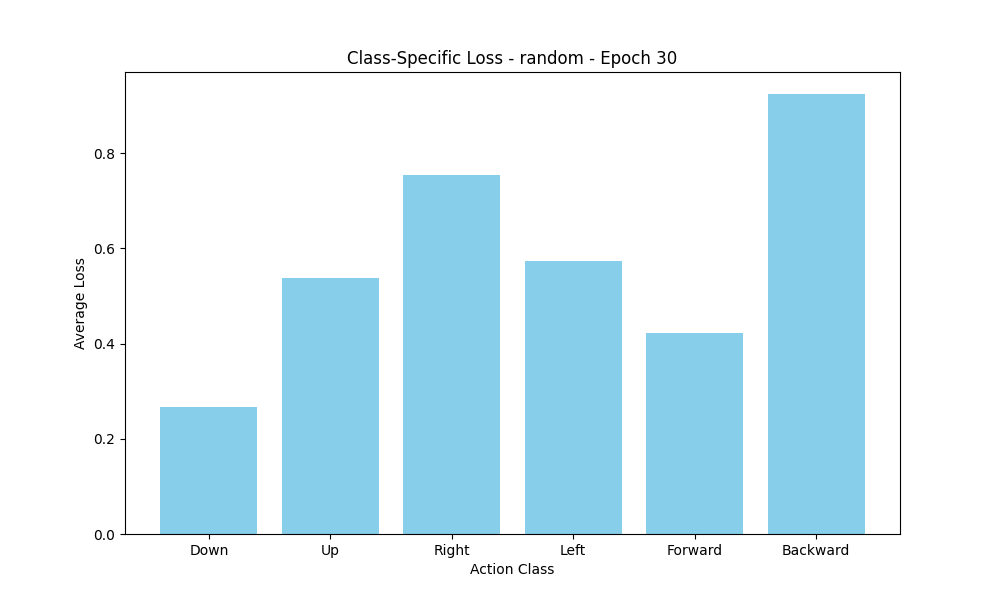 Class-Specific Loss - random - Epoch 30
Average Loss
0.8
0.6
0.4
0.2
0.0
Down Up Right Left Forward Backward
Action Class